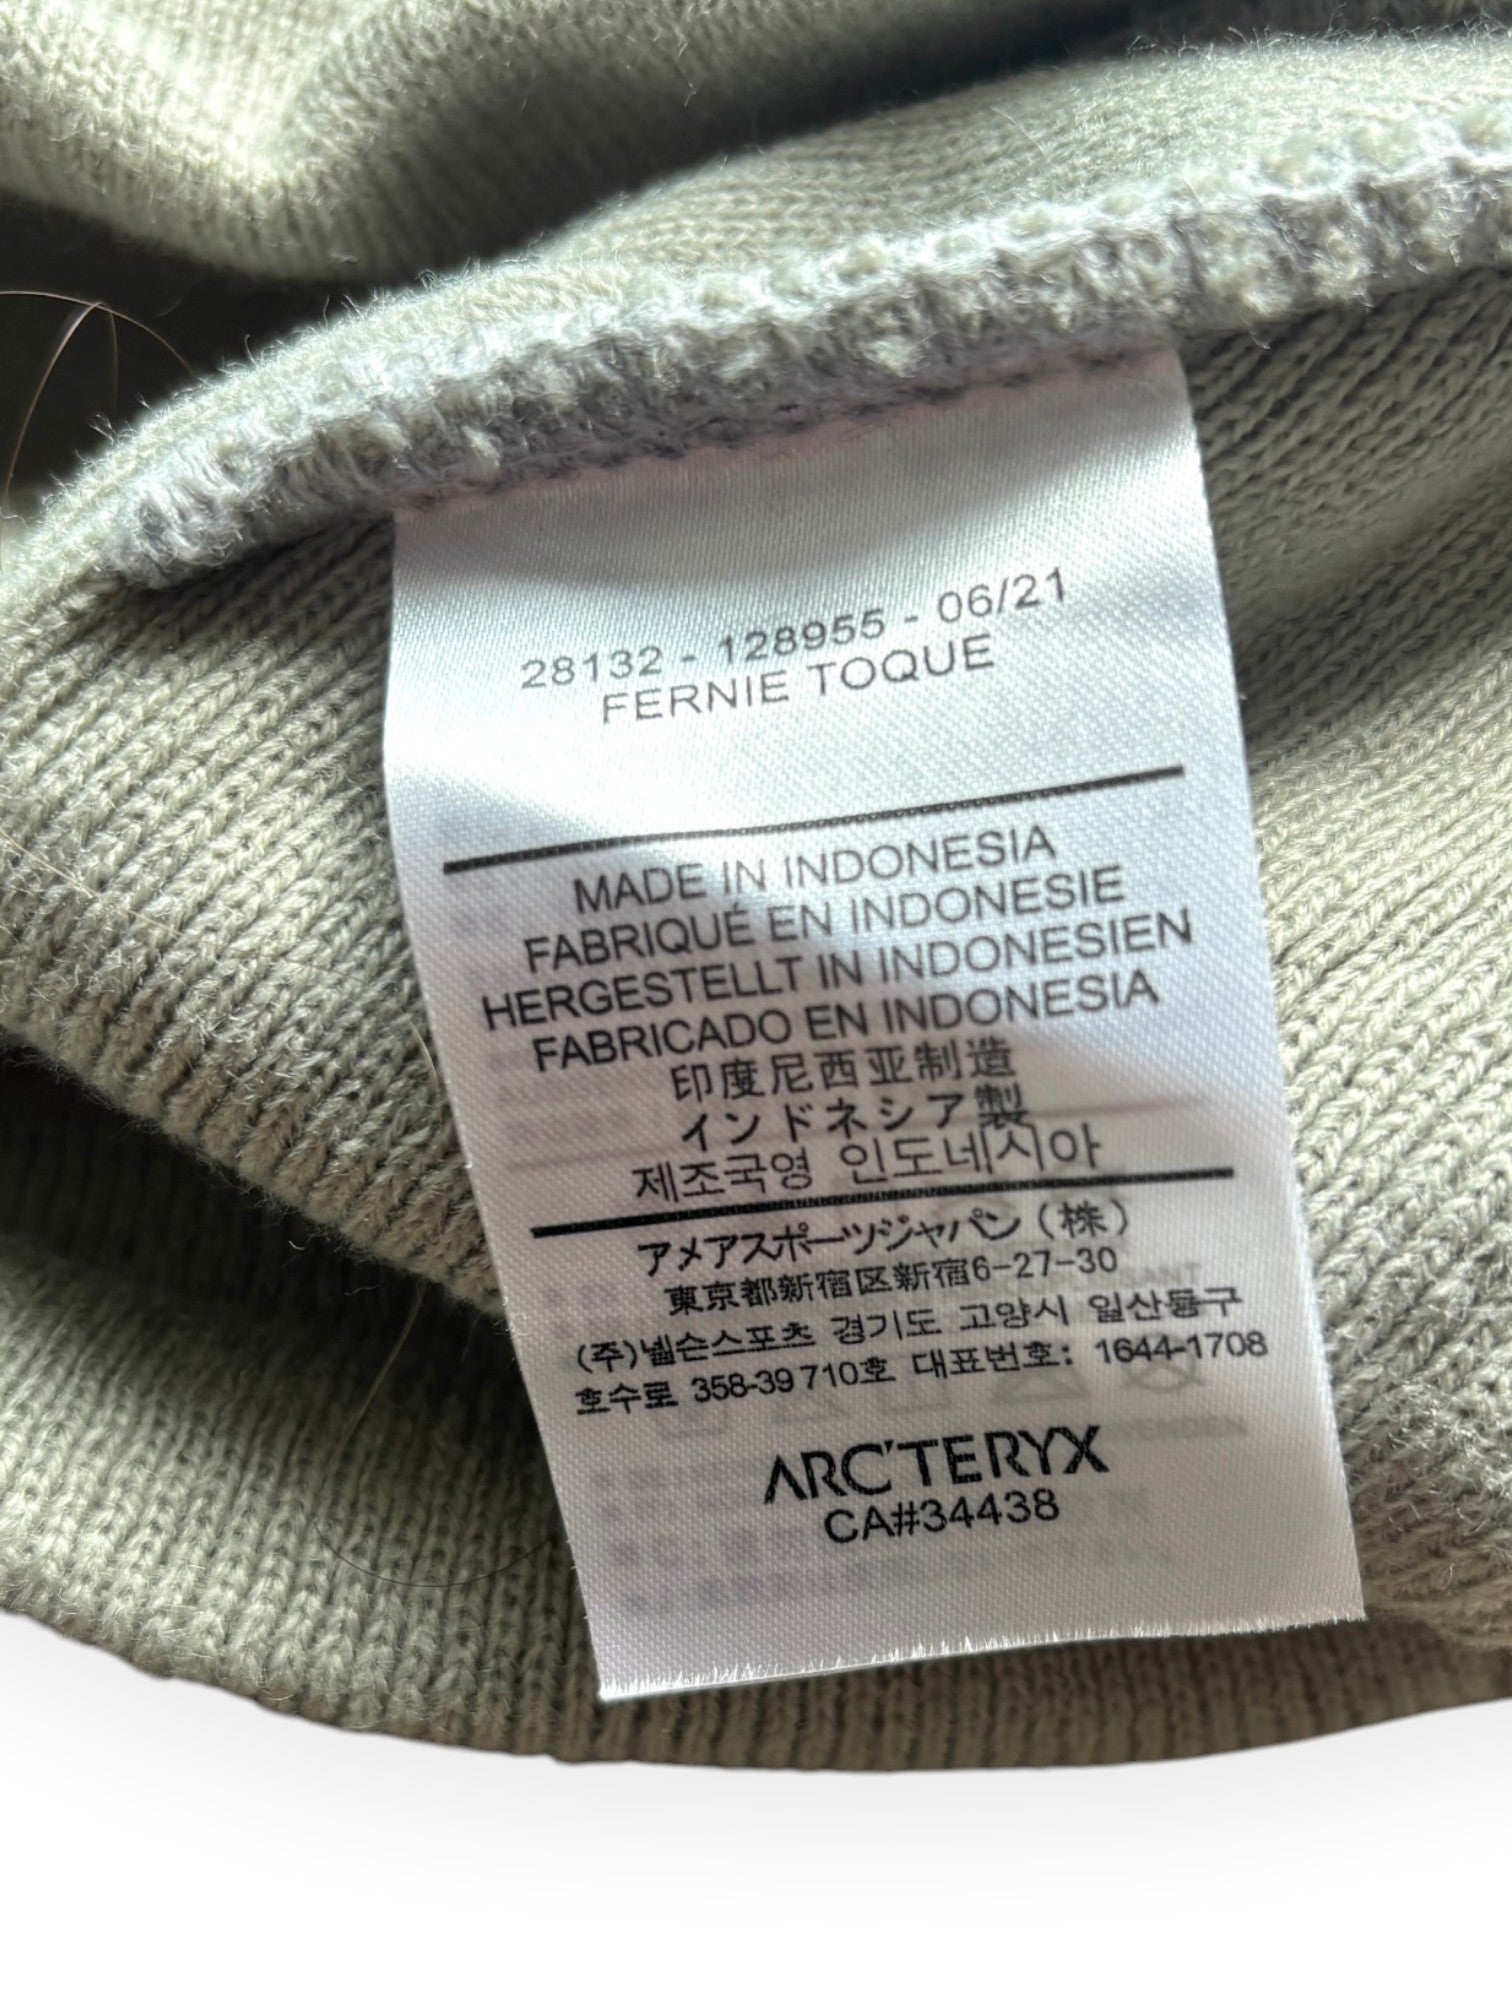 28132 - 128955 - 06/21
FERNIE TOQUE
MADE IN INDONESIA
FABRIQUÉ EN INDONESIE
HERGESTELLT IN INDONESIEN
FABRICADO EN INDONESIA
印度尼西亚制造
インドネシア製
제조국영 인도네시아
アメアスポーツジャパン(株)
東京都新宿区新宿6-27-30
(주)넬슨스포츠 경기도 고양시 일산동구
호수로 358-39 710호 대표번호: 1644-1708
ARC'TERYX
CA#34438